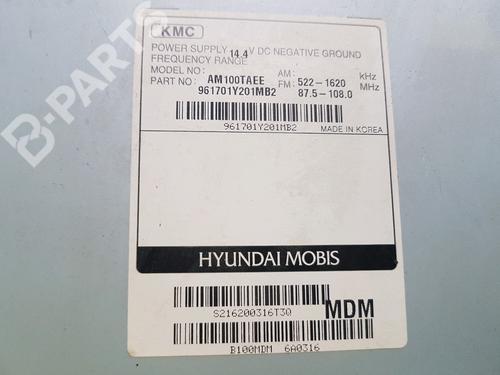 KMC
POWER SUPPLY 14.4 V DC NEGATIVE GROUND
FREQUENCY RANGE
MODEL NO : AM100TAEE AM : 522-1620 KHz
PART NO : 961701Y201MB2 FM : 87.5-108.0 MHz
961701Y201MB2
MADE IN KOREA
HYUNDAI MOBIS
S216200316T3Q
MDM
B100MDM 6A0316
B-PARTS